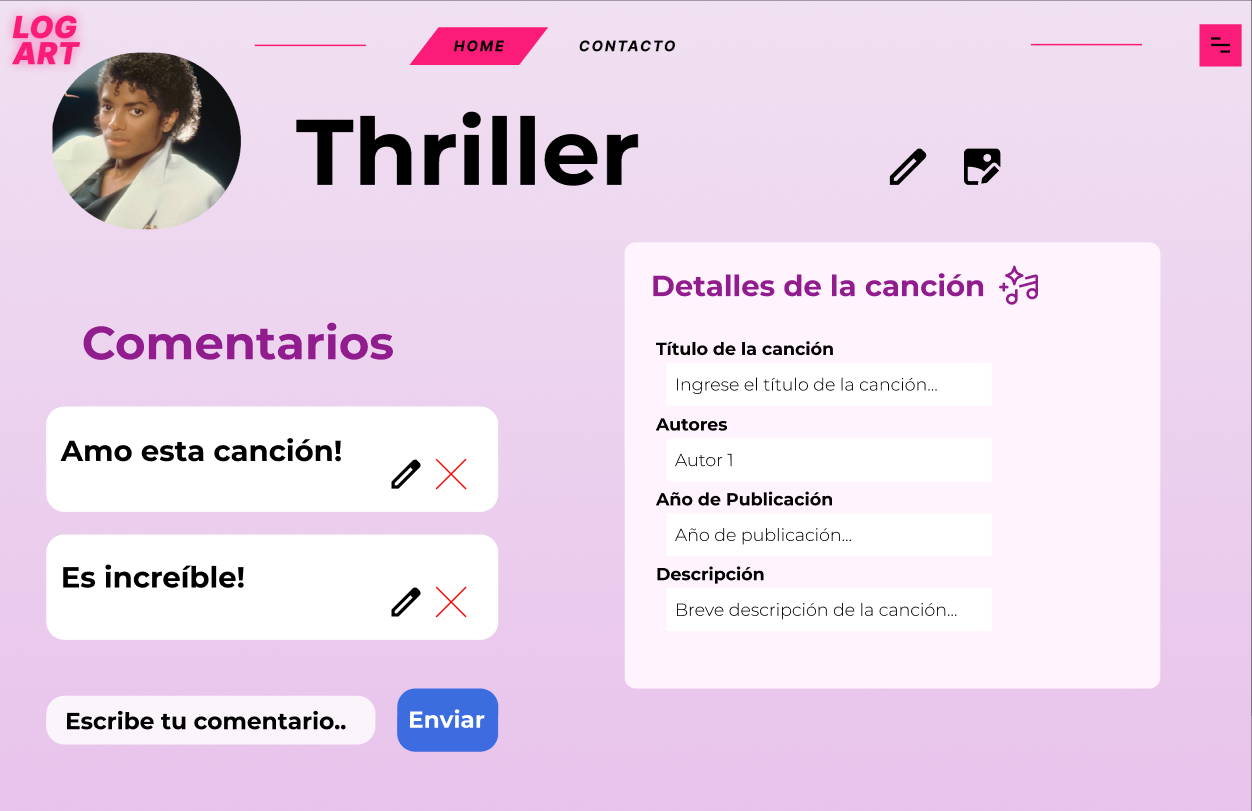 LOG
ART
HOME
CONTACTO
Thriller
Comentarios
Amo esta canción!
Es increíble!
Escribe tu comentario..
Enviar
Detalles de la canción
Título de la canción
Ingrese el título de la canción...
Autores
Autor 1
Año de Publicación
Año de publicación...
Descripción
Breve descripción de la canción...